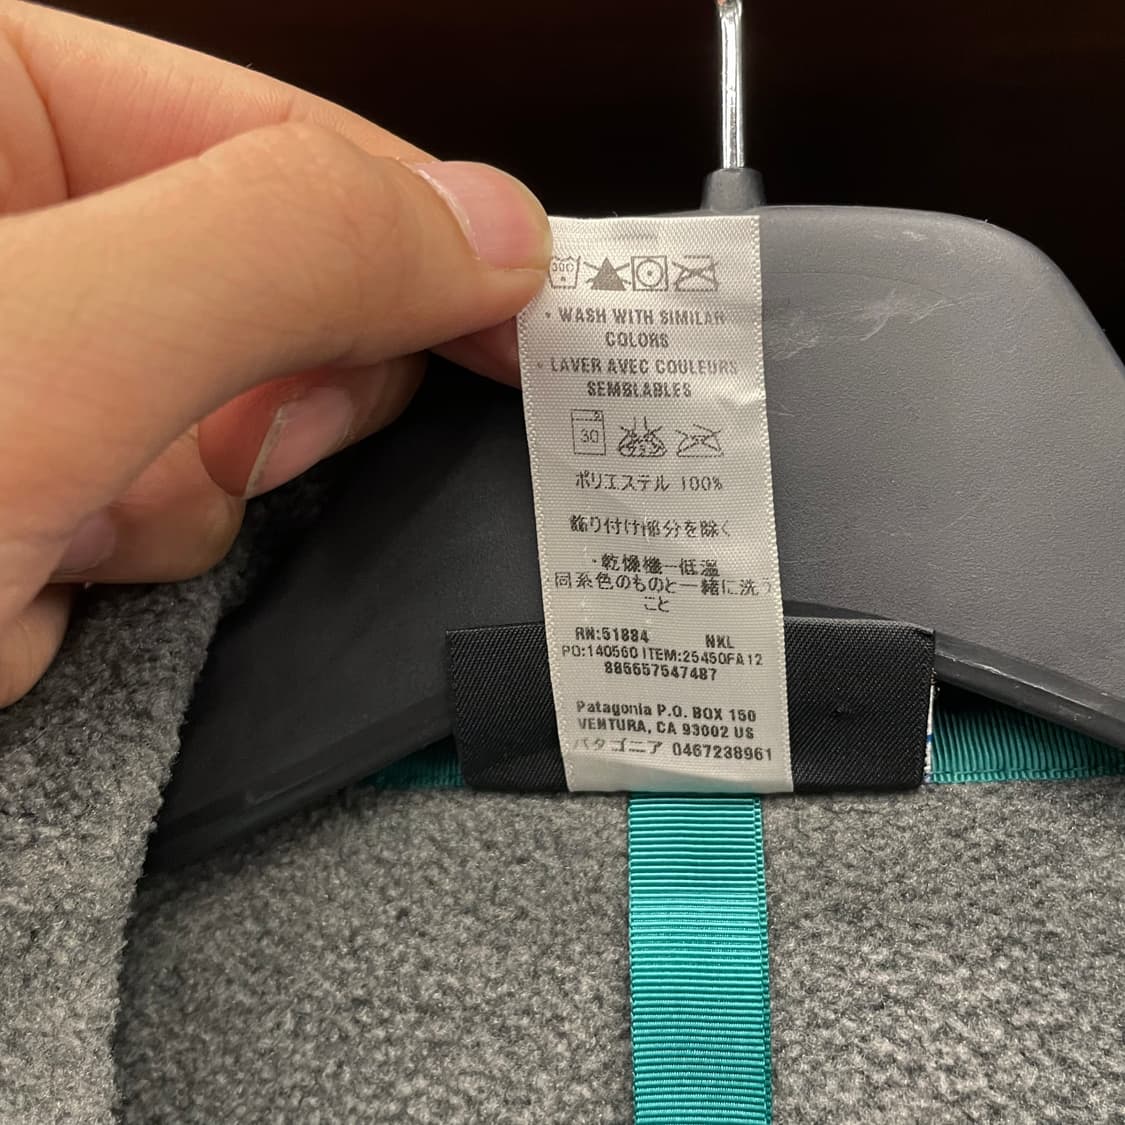 30C
• WASH WITH SIMILAR
COLORS
• LAVER AVEC COULEURS
SEMBLABLES
30
ポリエステル 100%
飾り付け部分を除く
・乾燥機一低温
同系色のものと一緒に洗う
こと
RN:51884 NKL
PO:140560 ITEM:25450FA12
886657547487
Patagonia P.O. BOX 150
VENTURA, CA 93002 US
パタゴニア 0467238961